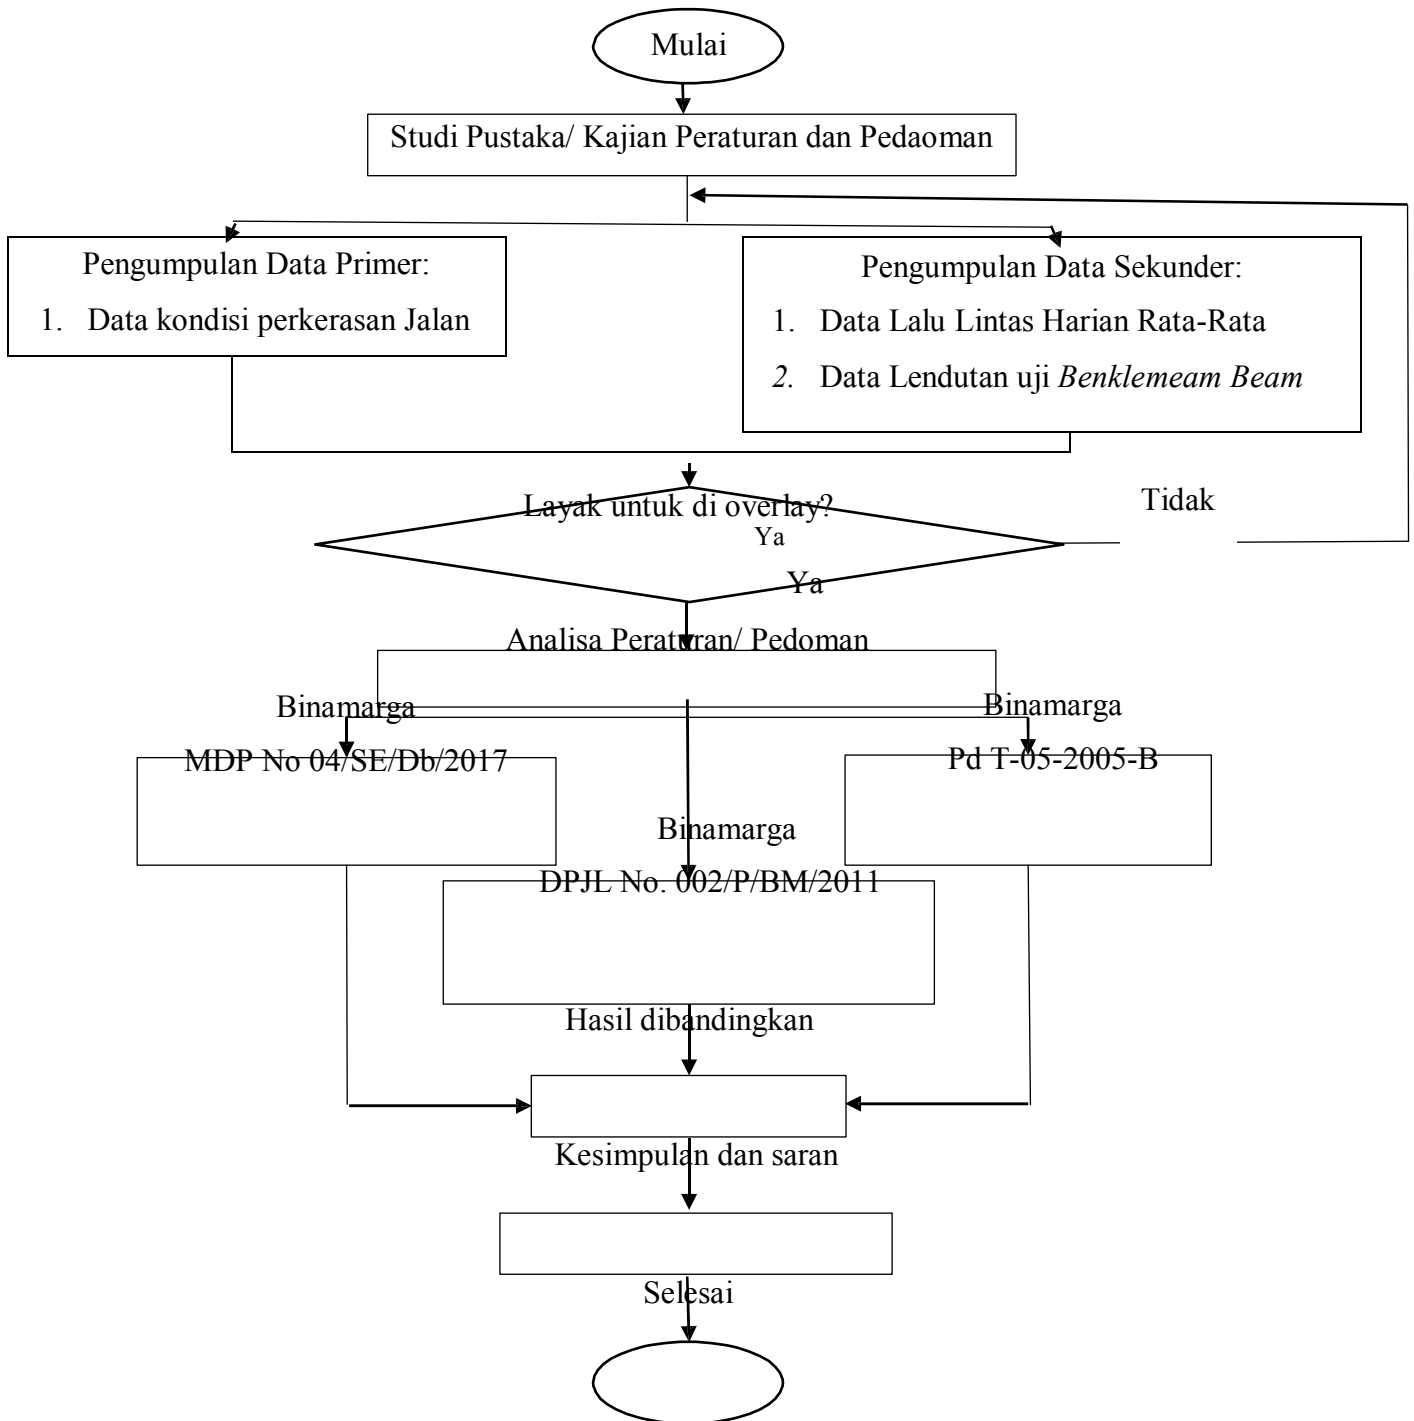 Mulai
Studi Pustaka/ Kajian Peraturan dan Pedaoman
Pengumpulan Data Primer:
1. Data kondisi perkerasan Jalan
Pengumpulan Data Sekunder:
1. Data Lalu Lintas Harian Rata-Rata
2. Data Lendutan uji Benklemeam Beam
Layak untuk di overlay?
Tidak
Ya
Ya
Analisa Peraturan/ Pedoman
Binamarga
MDP No 04/SE/Db/2017
Binamarga
Pd T-05-2005-B
Binamarga
DPJL No. 002/P/BM/2011
Hasil dibandingkan
Kesimpulan dan saran
Selesai